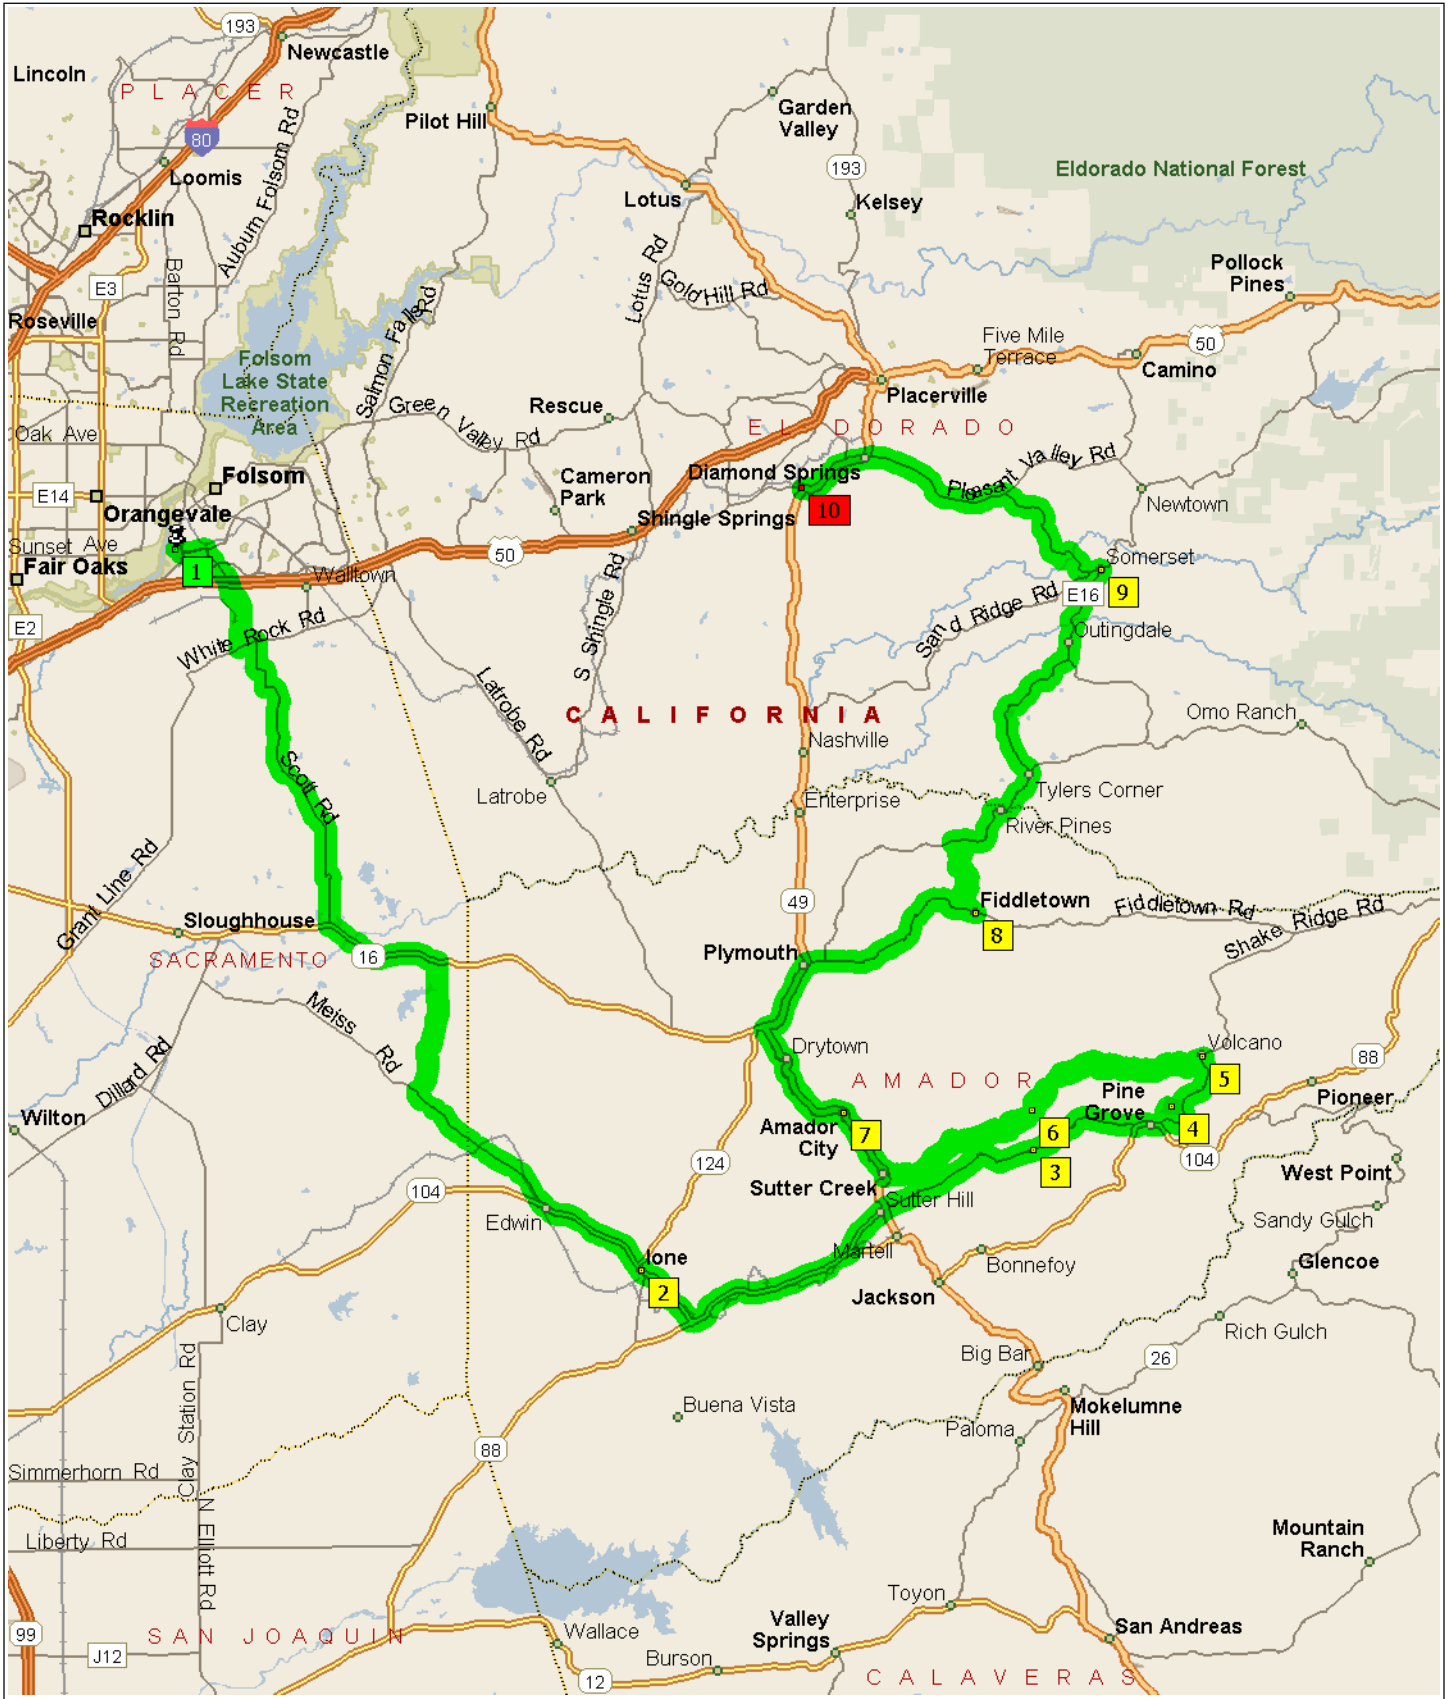 193
Newcastle
Lincoln
PLACER
80
Loomis
Auburn Folsom Rd
Rocklin
Barton Rd
E3
Roseville
Pilot Hill
Garden
Valley
193
Kelsey
Lotus
Eldorado National Forest
Pollock
Pines
Lotus Rd
Gold Hill Rd
Salmon Falls Rd
Folsom
Lake State
Recreation
Area
Five Mile
Terrace
50
Camino
Placerville
EL DORADO
Green Valley Rd
Rescue
Oak Ave
Folsom
E14
Orangevale
Cameron
Park
Diamond Springs
Pleasant Valley Rd
10
Newtown
Shingle Springs
Sunset Ave
Fair Oaks
1
50
Walltown
Somerset
9
E16
Sand Ridge Rd
Outingdale
E2
White Rock Rd
S Shingle Rd
Latrobe Rd
CALIFORNIA
Omo Ranch
Nashville
Scott Rd
Latrobe
Enterprise
Tylers Corner
River Pines
Grant Line Rd
49
Fiddletown
8
Fiddletown Rd
Shake Ridge Rd
Sloughhouse
16
SACRAMENTO
Plymouth
Meiss Rd
Dillard Rd
Drytown
Volcano
88
AMADOR
5
Pine
Grove
Pioneer
4
Wilton
Amador
City
7
6
3
104
124
West Point
Sutter Creek
Sutter Hill
104
Edwin
Sandy Gulch
Martell
Ione
2
Bonnefoy
Glencoe
Jackson
Clay
Rich Gulch
Big Bar
26
Clay Station Rd
Buena Vista
Mokelumne
Hill
Paloma
88
Simmerhorn Rd
N Elliott Rd
Liberty Rd
Mountain
Ranch
Toyon
99
SAN JOAQUIN
J12
Wallace
Valley
Springs
San Andreas
Burson
12
CALAVERAS